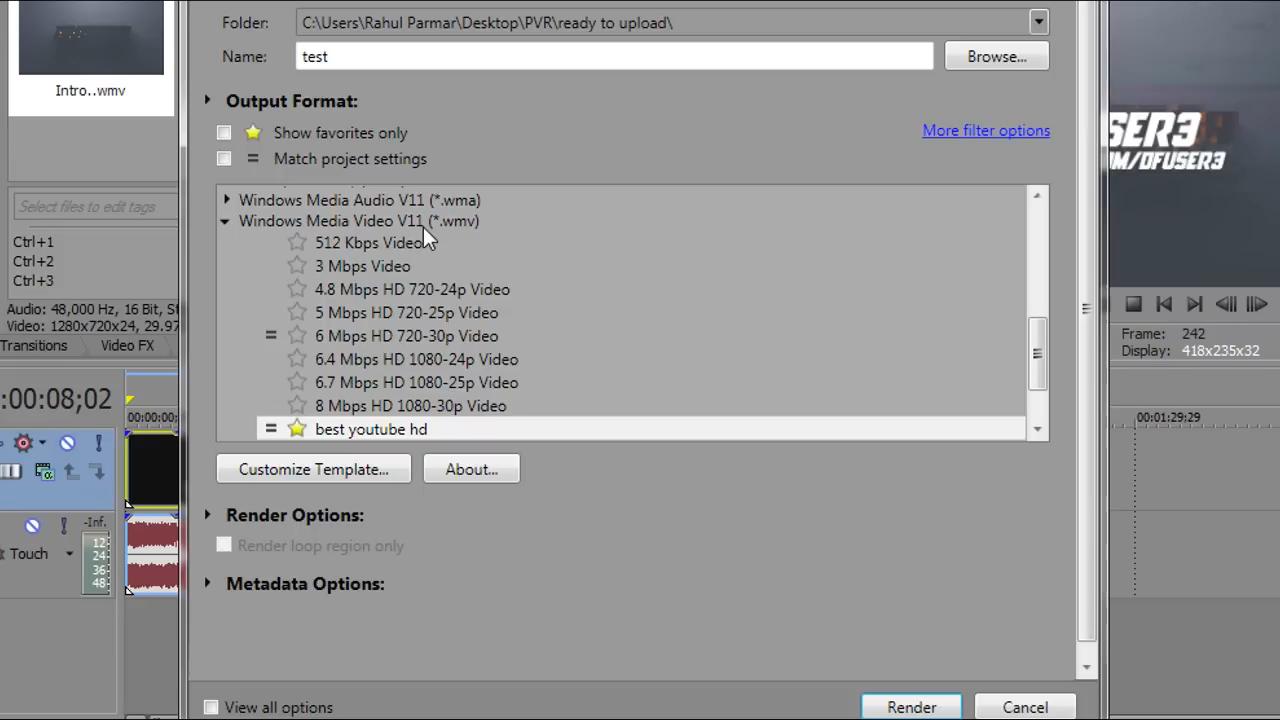 Folder: C:\Users\Rahul Parmar\Desktop\PVR\ready to upload\
Name: test Browse...
Intro..wmv
Output Format:
Show favorites only
More filter options
Match project settings
Windows Media Audio V11 (*.wma)
Windows Media Video V11 (*.wmv)
512 Kbps Video
3 Mbps Video
4.8 Mbps HD 720-24p Video
5 Mbps HD 720-25p Video
= 6 Mbps HD 720-30p Video
6.4 Mbps HD 1080-24p Video
6.7 Mbps HD 1080-25p Video
8 Mbps HD 1080-30p Video
= best youtube hd
Customize Template... About...
Render Options:
Render loop region only
Metadata Options:
View all options
Render Cancel
Select files to edit tags
Ctrl+1
Ctrl+2
Ctrl+3
Audio: 48,000 Hz, 16 Bit, St
Video: 1280x720x24, 29.97
Transitions Video FX
:00:08;02
00:00:00;
-Inf.
12
24
36
48
Touch
SER3
M/DFUSER3
Frame: 242
Display: 418x235x32
00:01:29;29